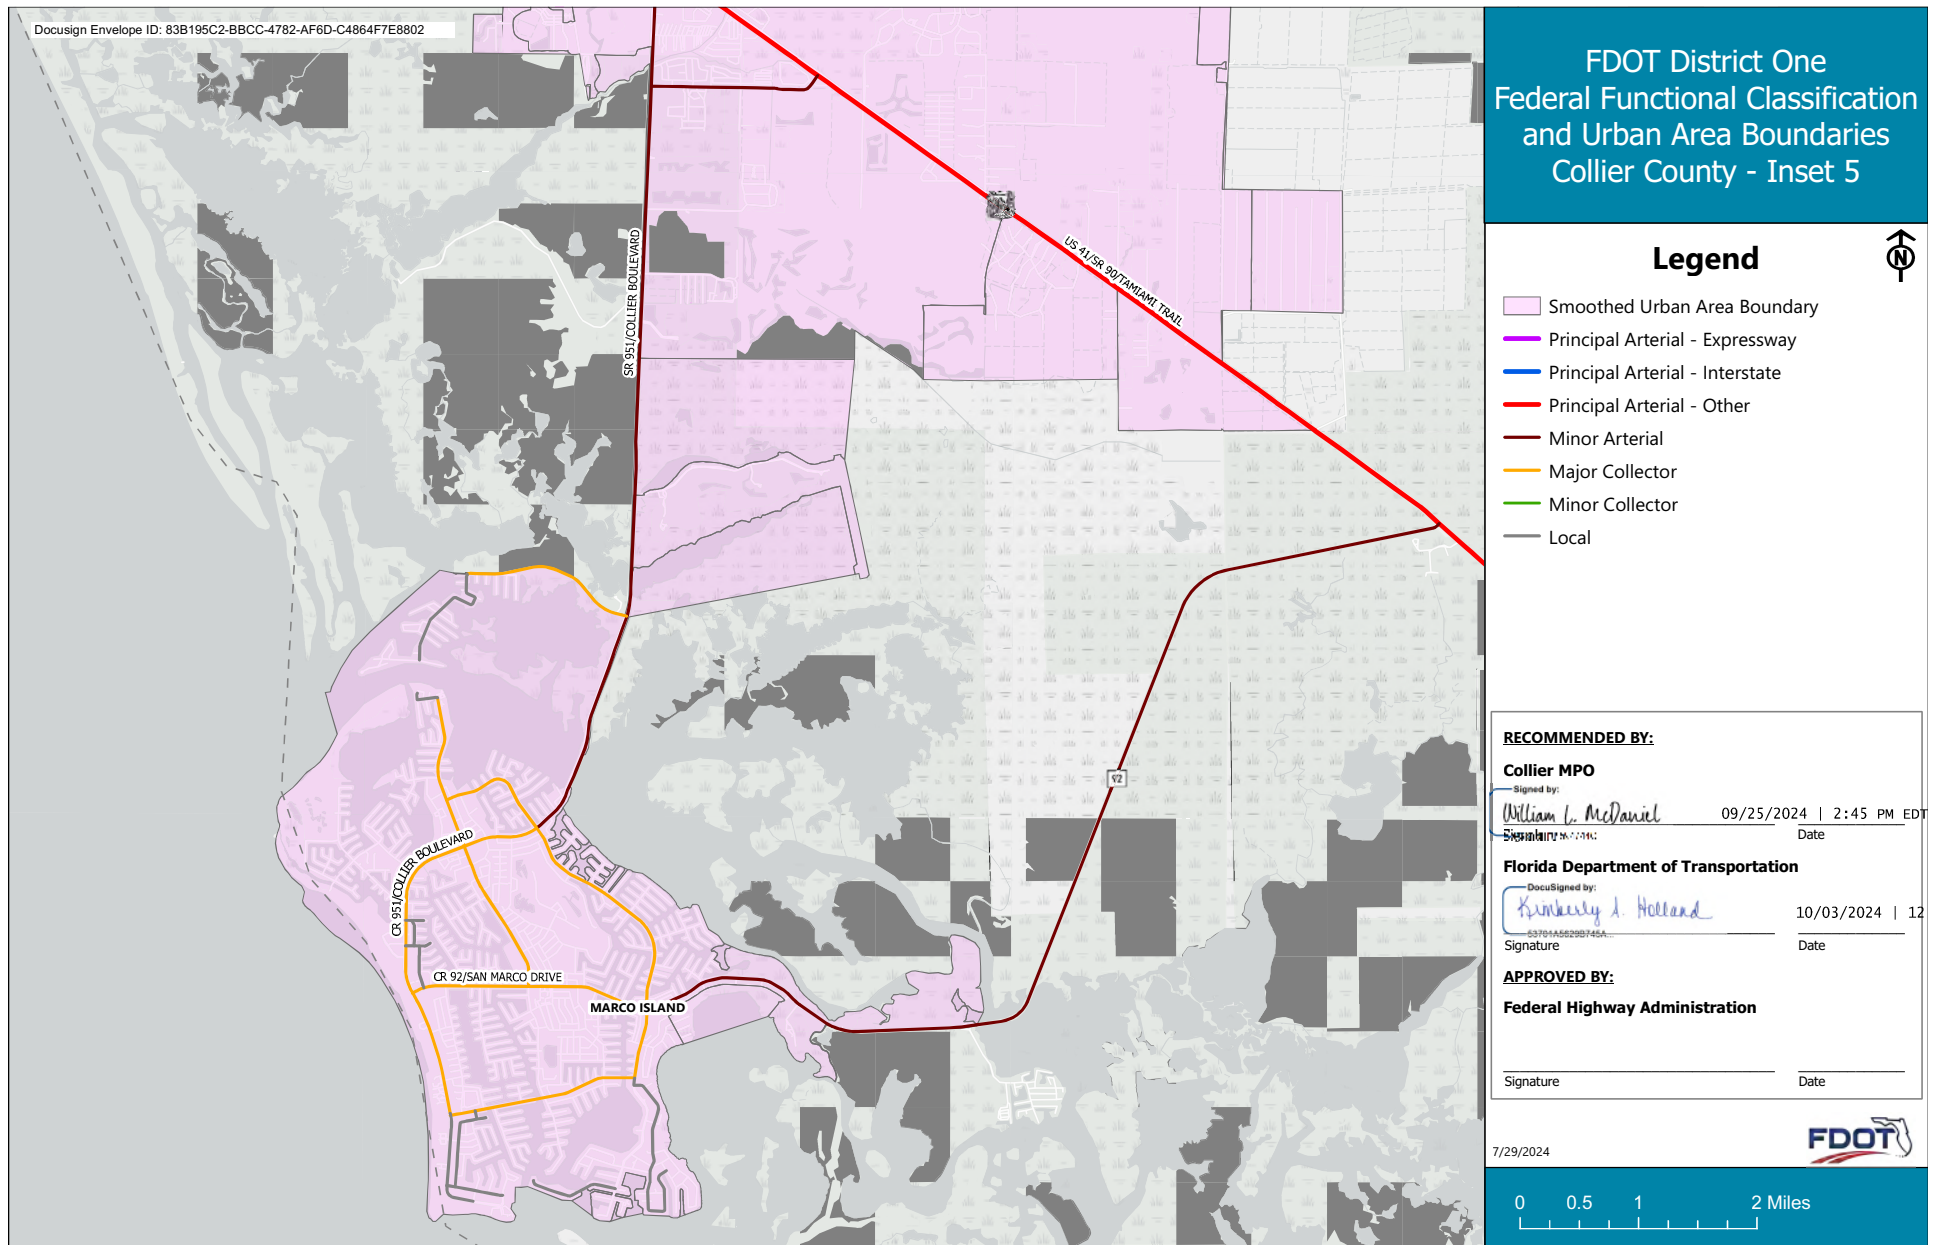 Docusign Envelope ID: 83B195C2-BBCC-4782-AF6D-C4864F7E8802
FDOT District One
Federal Functional Classification
and Urban Area Boundaries
Collier County - Inset 5
Legend
N
Smoothed Urban Area Boundary
Principal Arterial - Expressway
Principal Arterial - Interstate
Principal Arterial - Other
Minor Arterial
Major Collector
Minor Collector
Local
SR 951/COLLIER BOULEVARD
US 41/SR 90/TAMIAMI TRAIL
92
CR 951/COLLIER BOULEVARD
CR 92/SAN MARCO DRIVE
MARCO ISLAND
RECOMMENDED BY:
Collier MPO
Signed by:
William L. McDaniel
09/25/2024 | 2:45 PM EDT
Date
Florida Department of Transportation
DocuSigned by:
Kimberly S. Holland
10/03/2024 | 12
Signature
Date
APPROVED BY:
Federal Highway Administration
Signature
Date
7/29/2024
FDOT
0 0.5 1 2 Miles